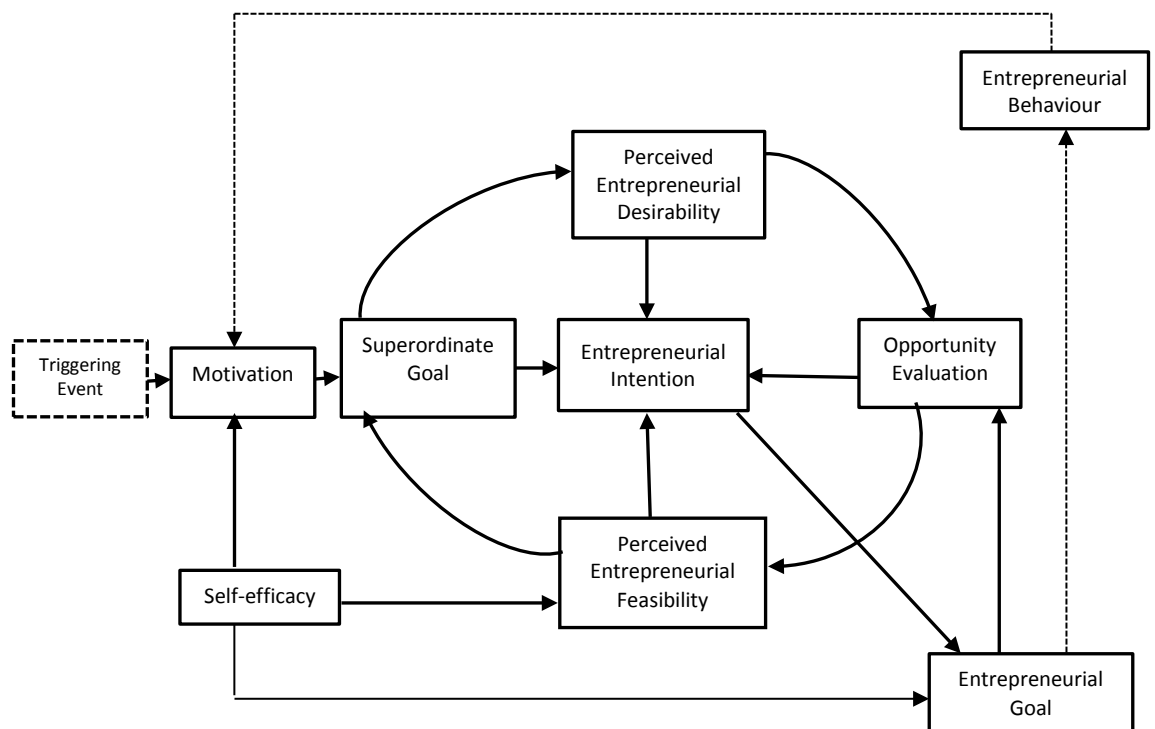 Entrepreneurial
Behaviour
Perceived
Entrepreneurial
Desirability
Triggering
Event
Motivation
Superordinate
Goal
Entrepreneurial
Intention
Opportunity
Evaluation
Self-efficacy
Perceived
Entrepreneurial
Feasibility
Entrepreneurial
Goal